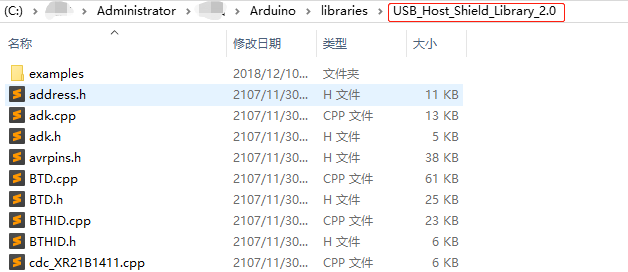 (C:) › Administrator › Arduino › libraries › USB_Host_Shield_Library_2.0
名称 修改日期 类型 大小
examples 2018/12/10... 文件夹
address.h 2107/11/30... H 文件 11 KB
adk.cpp 2107/11/30... CPP 文件 13 KB
adk.h 2107/11/30... H 文件 5 KB
avrpins.h 2107/11/30... H 文件 38 KB
BTD.cpp 2107/11/30... CPP 文件 61 KB
BTD.h 2107/11/30... H 文件 25 KB
BTHID.cpp 2107/11/30... CPP 文件 23 KB
BTHID.h 2107/11/30... H 文件 6 KB
cdc_XR21B1411.cpp 2107/11/30... CPP 文件 6 KB